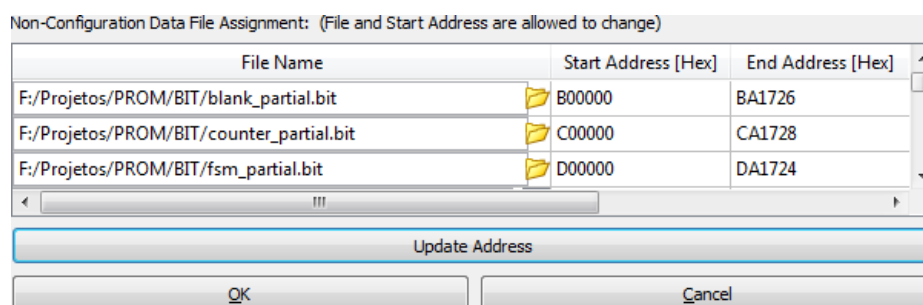 Non-Configuration Data File Assignment: (File and Start Address are allowed to change)
File Name Start Address [Hex] End Address [Hex]
F:/Projetos/PROM/BIT/blank_partial.bit B00000 BA1726
F:/Projetos/PROM/BIT/counter_partial.bit C00000 CA1728
F:/Projetos/PROM/BIT/fsm_partial.bit D00000 DA1724
Update Address
OK Cancel